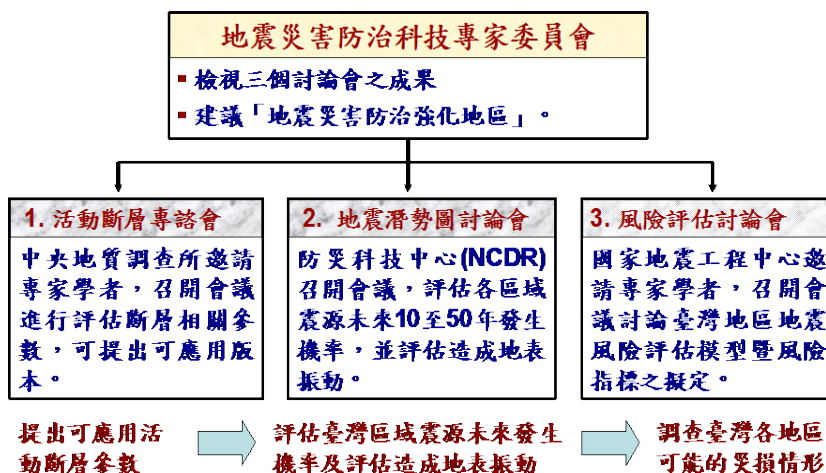 地震災害防治科技專家委員會
▪ 檢視三個討論會之成果
▪ 建議「地震災害防治強化地區」。
1. 活動斷層專諮會
中央地質調查所邀請
專家學者，召開會議
進行評估斷層相關參
數，可提出可應用版
本。
2. 地震潛勢圖討論會
防災科技中心(NCDR)
召開會議，評估各區域
震源未來10至50年發生
機率，並評估造成地表
振動。
3. 風險評估討論會
國家地震工程中心邀
請專家學者，召開會
議討論臺灣地區地震
風險評估模型暨風險
指標之擬定。
提出可應用活
動斷層參數
評估臺灣區域震源未來發生
機率及評估造成地表振動
調查臺灣各地區
可能的災損情形